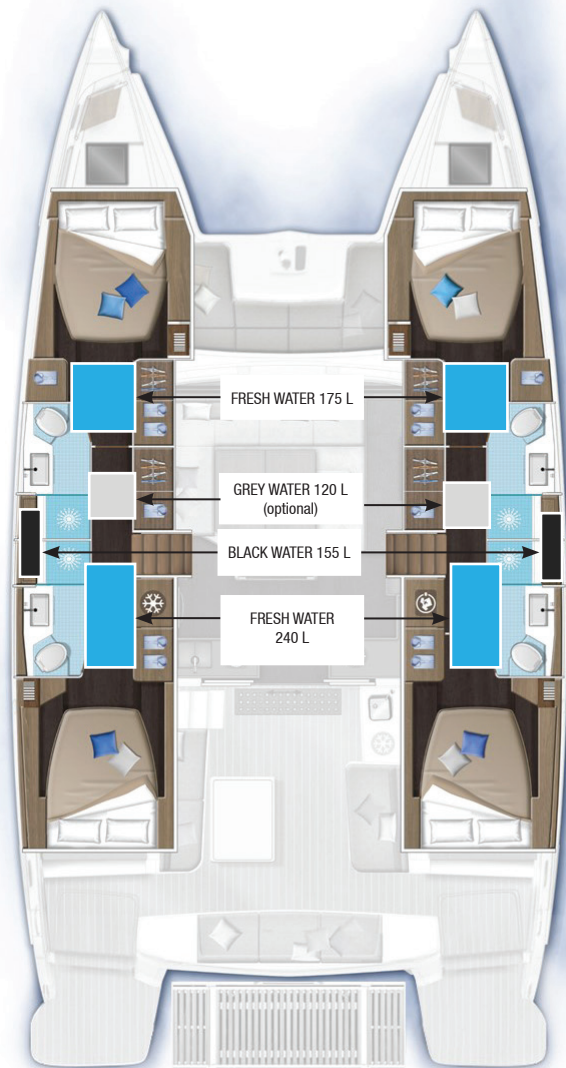 FRESH WATER 175 L
GREY WATER 120 L
(optional)
BLACK WATER 155 L
FRESH WATER
240 L